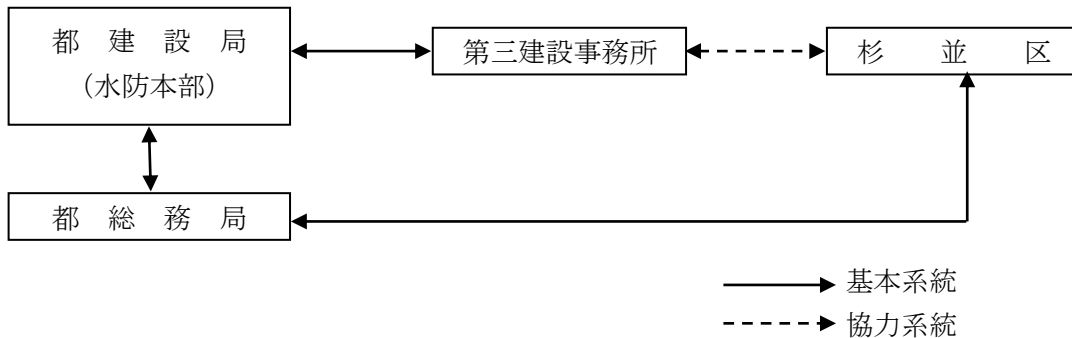 都建設局
（水防本部）
第三建設事務所
杉並区
都総務局
基本系統
協力系統